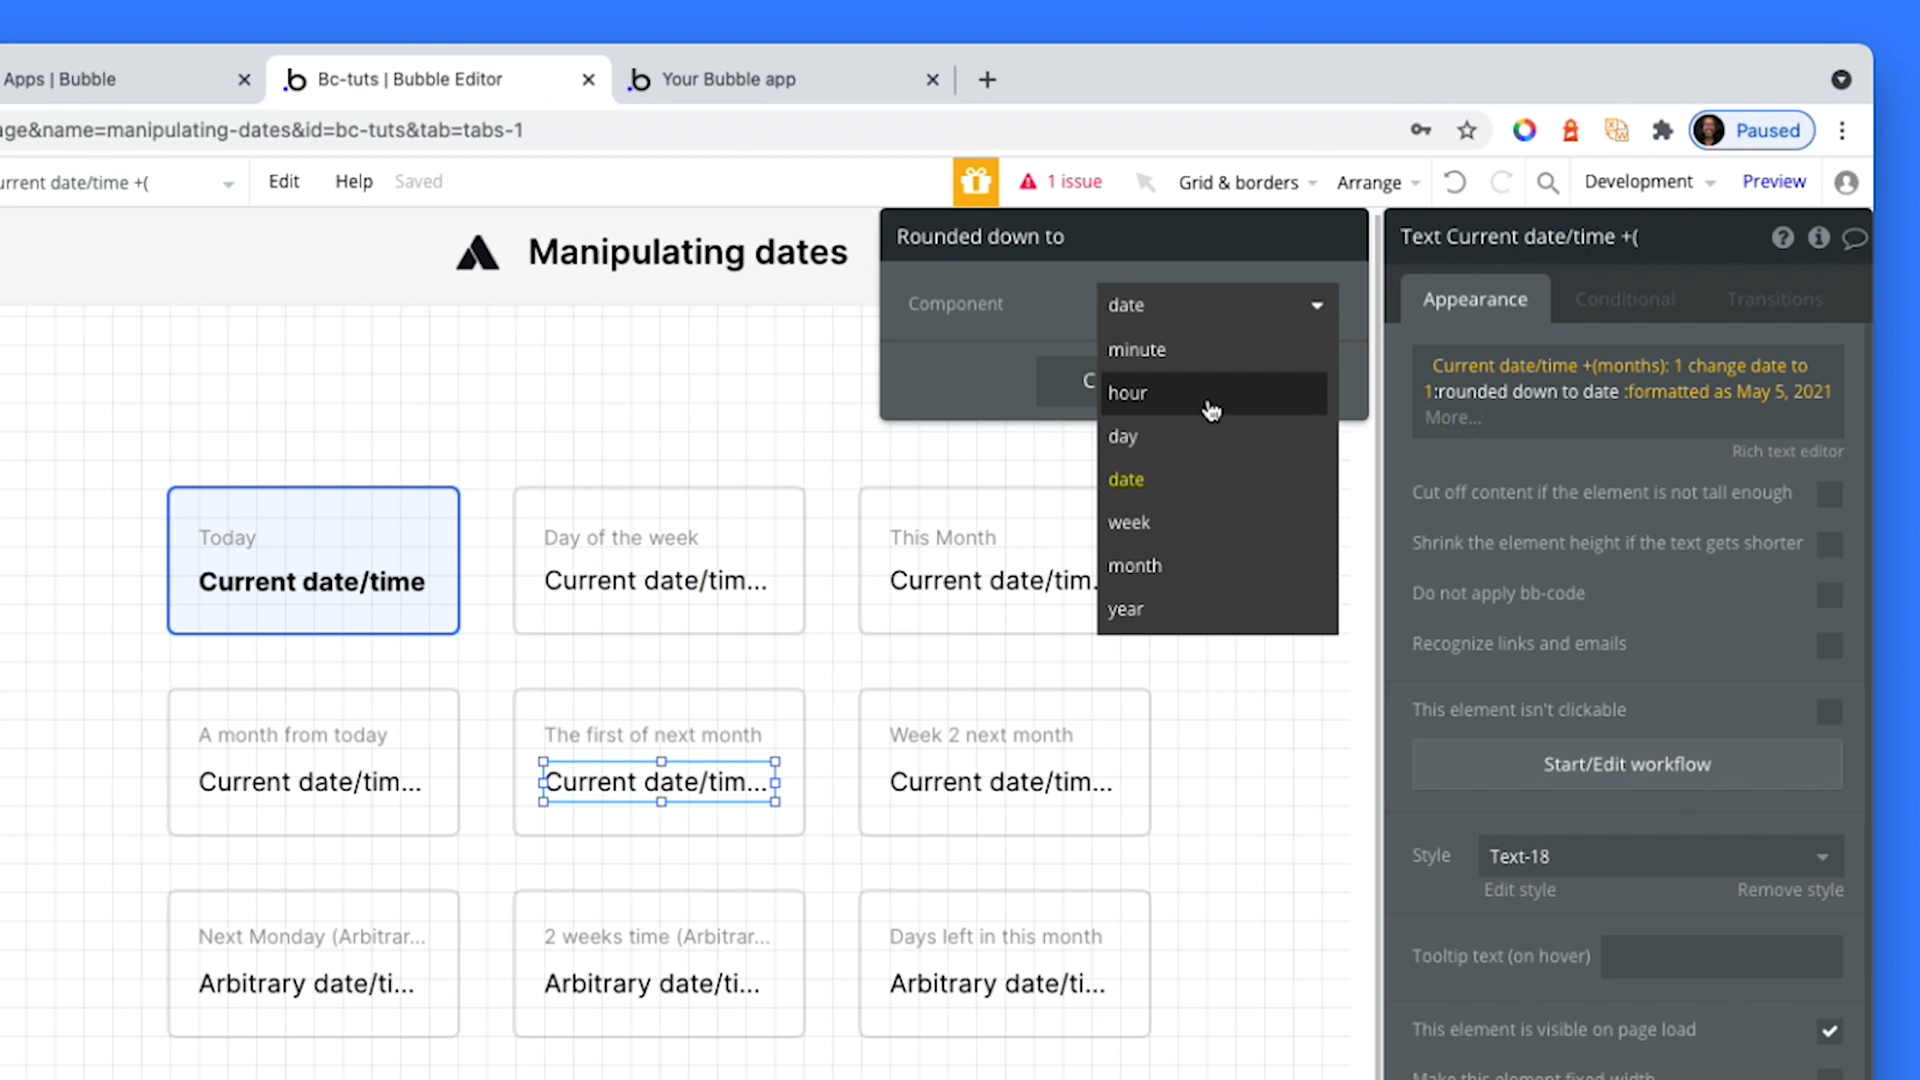 Apps | Bubble
Bc-tuts | Bubble Editor
Your Bubble app
age&name=manipulating-dates&id=bc-tuts&tab=tabs-1
Paused
urrent date/time +(
Edit
Help
Saved
1 issue
Grid & borders
Arrange
Development
Preview
Manipulating dates
Rounded down to
Component
date
minute
hour
day
date
week
month
year
C
Text Current date/time +(
Appearance
Conditional
Transitions
Current date/time +(months): 1 change date to
1:rounded down to date :formatted as May 5, 2021
More...
Rich text editor
Cut off content if the element is not tall enough
Shrink the element height if the text gets shorter
Do not apply bb-code
Recognize links and emails
This element isn't clickable
Start/Edit workflow
Style
Text-18
Edit style
Remove style
Tooltip text (on hover)
This element is visible on page load
Make this element fixed-width
Today
Current date/time
Day of the week
Current date/tim...
This Month
Current date/tim.
A month from today
Current date/tim...
The first of next month
Current date/tim...
Week 2 next month
Current date/tim...
Next Monday (Arbitrar...
Arbitrary date/ti...
2 weeks time (Arbitrar...
Arbitrary date/ti...
Days left in this month
Arbitrary date/ti...